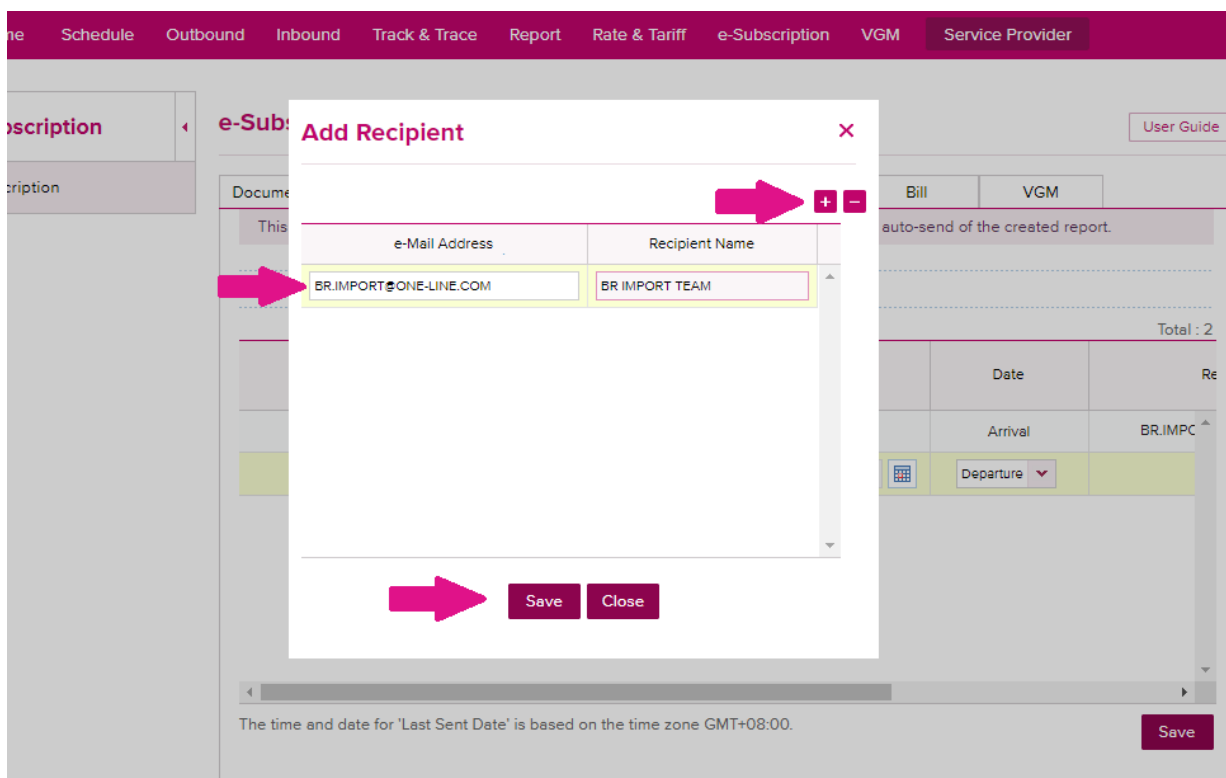 me Schedule Outbound Inbound Track & Trace Report Rate & Tariff e-Subscription VGM Service Provider
bscription
e-Subs
Add Recipient
User Guide
cription
Docume
Bill
VGM
This
auto-send of the created report.
e-Mail Address
Recipient Name
BR.IMPORT@ONE-LINE.COM
BR IMPORT TEAM
Total : 2
Date
Re
Arrival
BR.IMPO
Departure
Save
Close
The time and date for 'Last Sent Date' is based on the time zone GMT+08:00.
Save